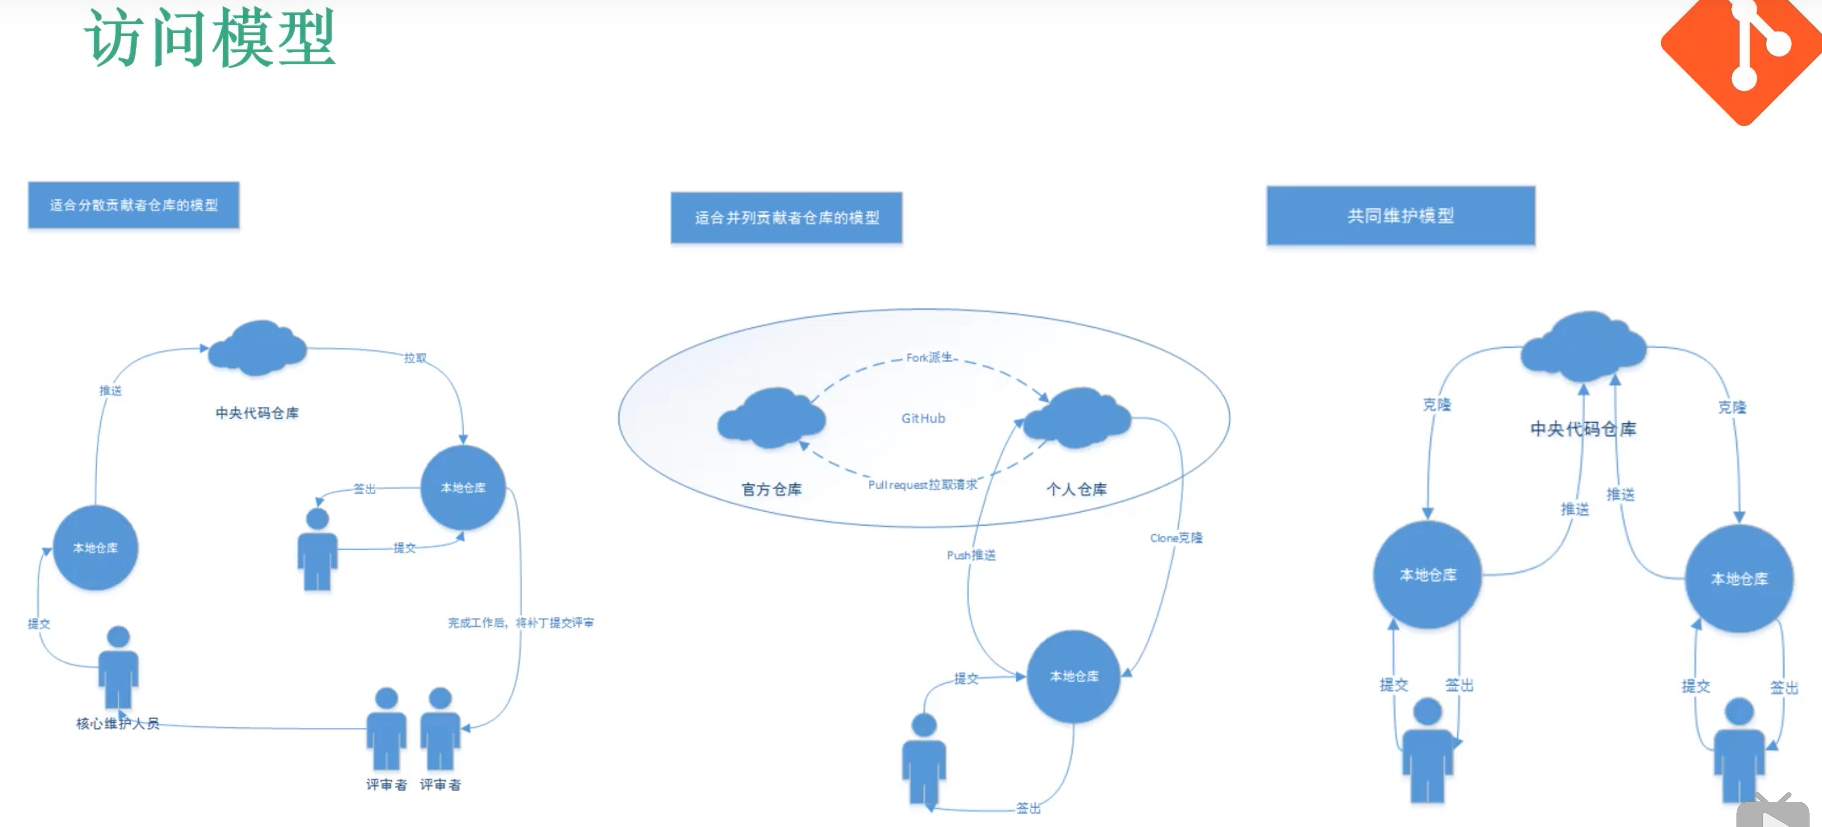 访问模型
适合分散贡献者仓库的模型
推送
拉取
中央代码仓库
本地仓库
签出
提交
本地仓库
提交
完成工作后，将补丁提交评审
核心维护人员
评审者
评审者
适合并列贡献者仓库的模型
Fork派生
GitHub
官方仓库
Pull request拉取请求
个人仓库
Push推送
Clone克隆
提交
本地仓库
签出
共同维护模型
克隆
克隆
中央代码仓库
推送
推送
本地仓库
本地仓库
提交
签出
提交
签出